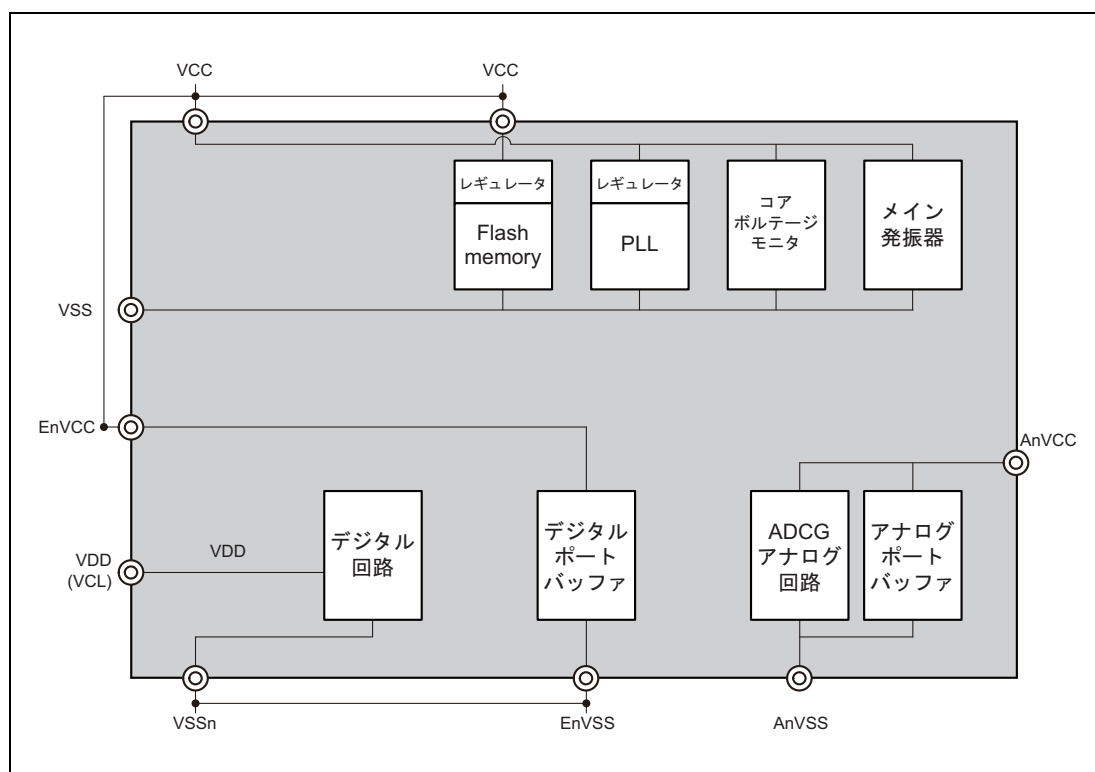 VCC
VCC
レギュレータ
Flash
memory
レギュレータ
PLL
コア
ボルテージ
モニタ
メイン
発振器
VSS
EnVCC
AnVCC
VDD
(VCL)
VDD
デジタル
回路
デジタル
ポート
バッファ
ADCG
アナログ
回路
アナログ
ポート
バッファ
VSSn
EnVSS
AnVSS